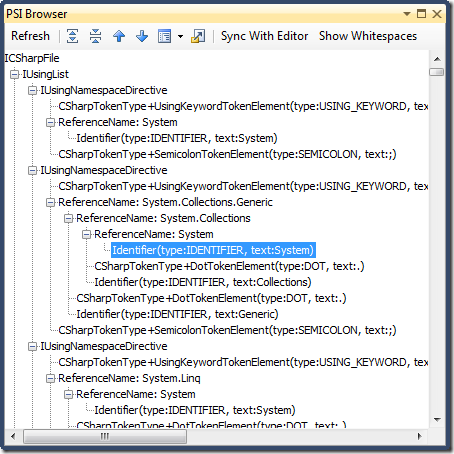 PSI Browser
Refresh Sync With Editor Show Whitespaces
ICSharpFile
IUsingList
IUsingNamespaceDirective
CSharpTokenType+UsingKeywordTokenElement(type:USING_KEYWORD, tex
ReferenceName: System
Identifier(type:IDENTIFIER, text:System)
CSharpTokenType+SemicolonTokenElement(type:SEMICOLON, text:;)
IUsingNamespaceDirective
CSharpTokenType+UsingKeywordTokenElement(type:USING_KEYWORD, tex
ReferenceName: System.Collections.Generic
ReferenceName: System.Collections
ReferenceName: System
Identifier(type:IDENTIFIER, text:System)
CSharpTokenType+DotTokenElement(type:DOT, text:.)
Identifier(type:IDENTIFIER, text:Collections)
CSharpTokenType+DotTokenElement(type:DOT, text:.)
Identifier(type:IDENTIFIER, text:Generic)
CSharpTokenType+SemicolonTokenElement(type:SEMICOLON, text:;)
IUsingNamespaceDirective
CSharpTokenType+UsingKeywordTokenElement(type:USING_KEYWORD, tex
ReferenceName: System.Linq
ReferenceName: System
Identifier(type:IDENTIFIER, text:System)
CSharpTokenType+DotTokenElement(type:DOT, text:.)